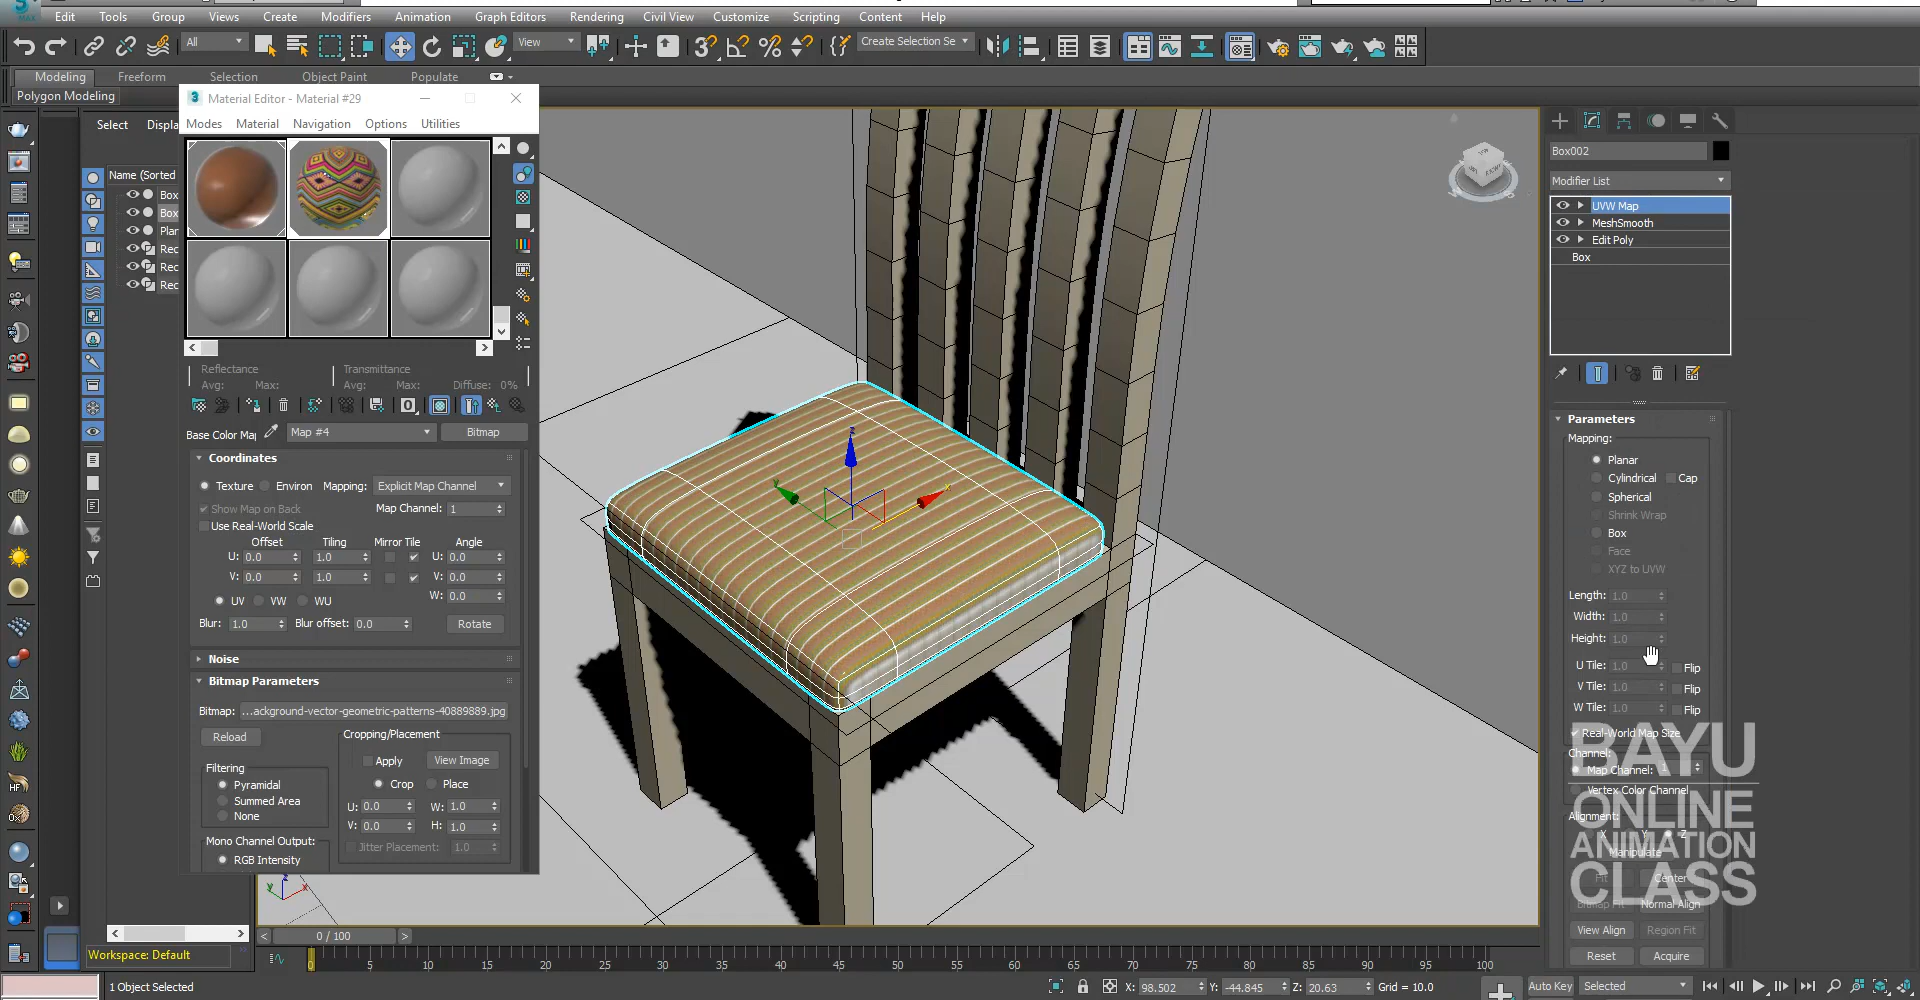 Edit Tools Group Views Create Modifiers Animation Graph Editors Rendering Civil View Customize Scripting Content Help
All View Create Selection Se
Modeling Freeform Selection Object Paint Populate
Polygon Modeling
Select Displa
Name (Sorted
Box
Box
Plan
Rec
Rec
Rec
Material Editor - Material #29
Modes Material Navigation Options Utilities
Reflectance Transmittance
Avg: Max: Avg: Max: Diffuse: 0%
Base Color Map Map #4 Bitmap
Coordinates
Texture Environ Mapping: Explicit Map Channel
Show Map on Back Map Channel: 1
Use Real-World Scale
Offset Tiling Mirror Tile Angle
U: 0.0 1.0 U: 0.0
V: 0.0 1.0 V: 0.0
W: 0.0
UV VW WU
Blur: 1.0 Blur offset: 0.0 Rotate
Noise
Bitmap Parameters
Bitmap: ...ackground-vector-geometric-patterns-40889889.jpg
Reload
Cropping/Placement
Apply View Image
Crop Place
U: 0.0 W: 1.0
V: 0.0 H: 1.0
Jitter Placement: 1.0
Filtering
Pyramidal
Summed Area
None
Mono Channel Output:
RGB Intensity
Box002
Modifier List
UVW Map
MeshSmooth
Edit Poly
Box
Parameters
Mapping:
Planar
Cylindrical Cap
Spherical
Shrink Wrap
Box
Face
XYZ to UVW
Length: 1.0
Width: 1.0
Height: 1.0
U Tile: 1.0 Flip
V Tile: 1.0 Flip
W Tile: 1.0 Flip
Real-World Map Size
Channel:
Map Channel: 1
Vertex Color Channel
Alignment:
X Y Z
Manipulate
Fit Center
Bitmap Fit Normal Align
View Align Region Fit
Reset Acquire
BAYU
ONLINE
ANIMATION
CLASS
0 / 100
Workspace: Default
0 5 10 15 20 25 30 35 40 45 50 55 60 65 70 75 80 85 90 95 100
1 Object Selected
X: 98.502 Y: -44.845 Z: 20.63 Grid = 10.0
Auto Key Selected